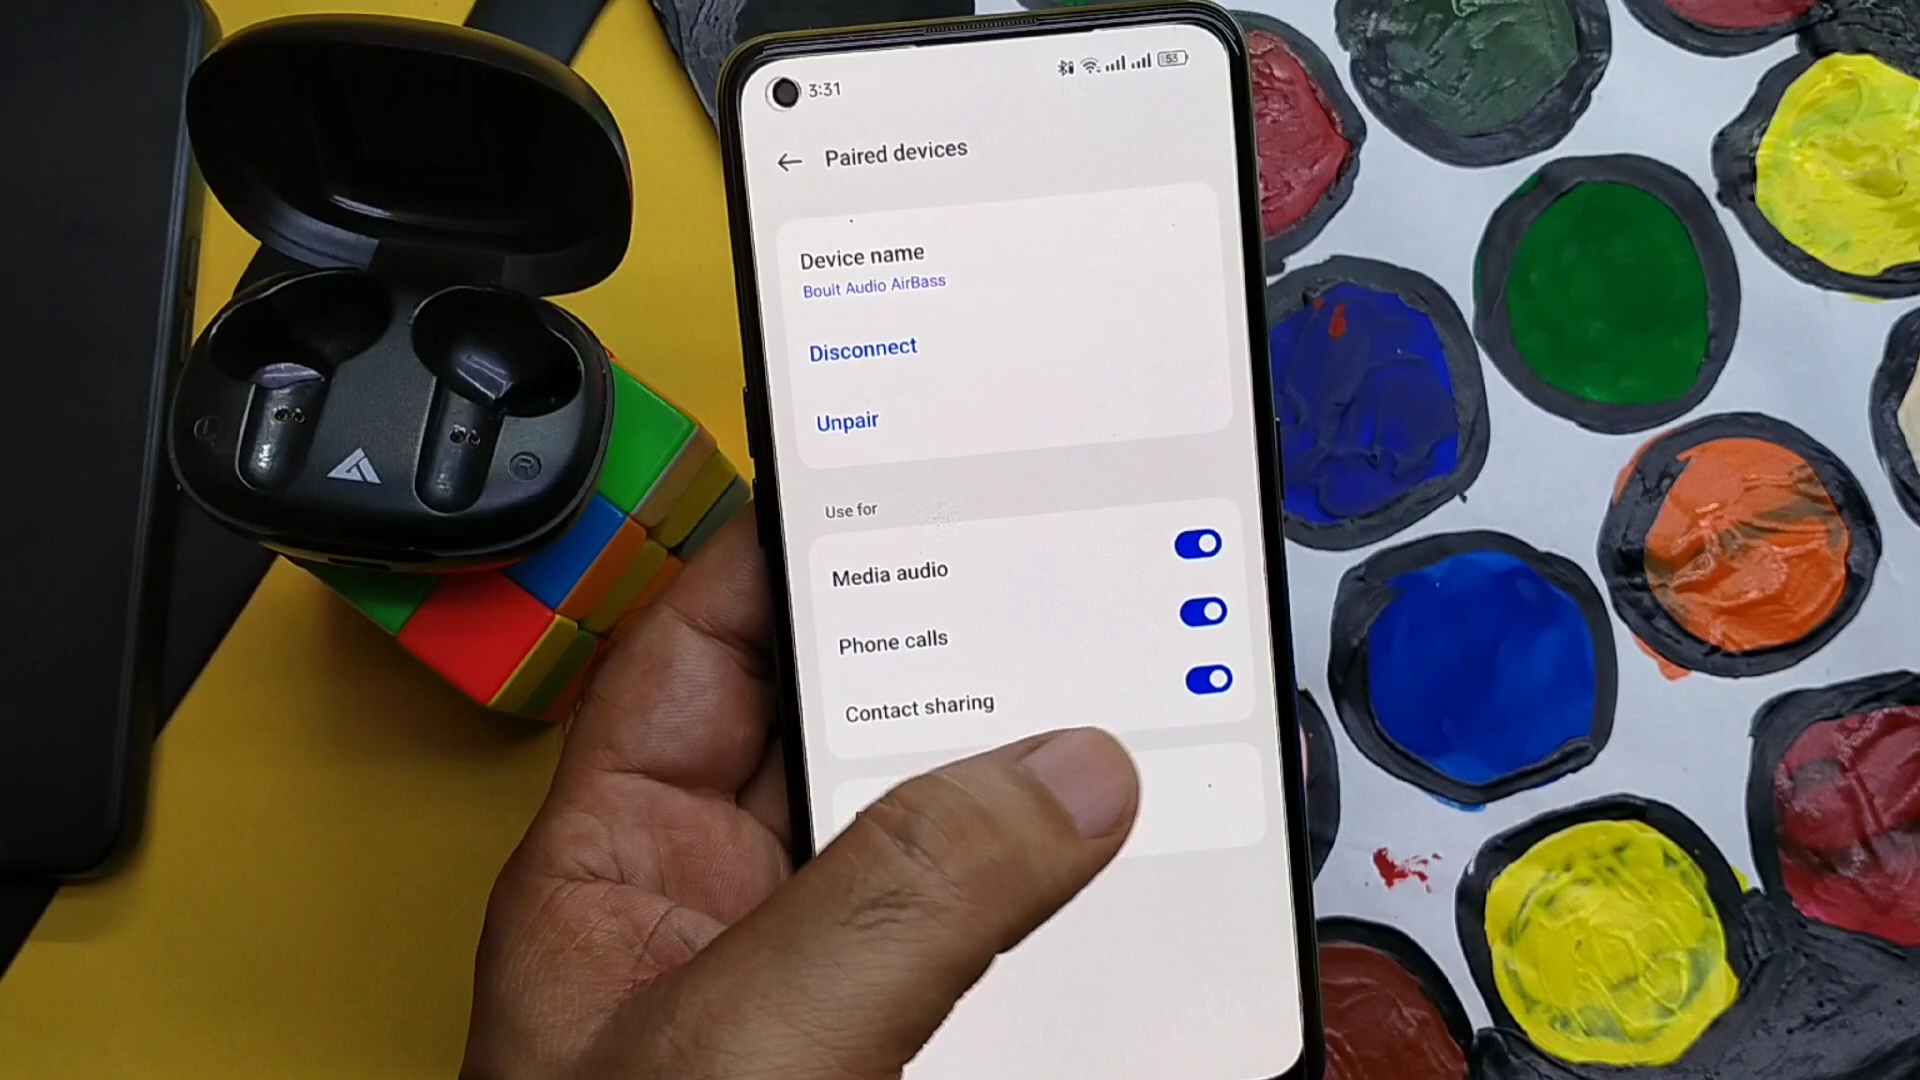 3:31
53
Paired devices
Device name
Boult Audio AirBass
Disconnect
Unpair
Use for
Media audio
Phone calls
Contact sharing
R